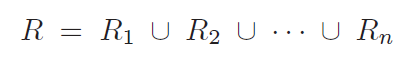 R = R₁ ∪ R₂ ∪ ⋯ ∪ Rₙ